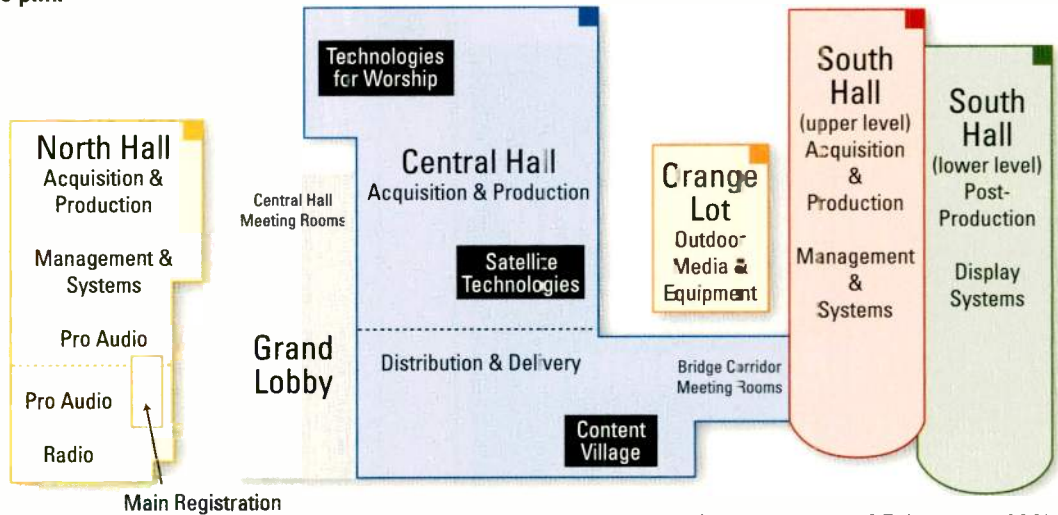 North Hall
Acquisition &
Production
Management &
Systems
Pro Audio
Pro Audio
Radio
Main Registration
Central Hall
Meeting Rooms
Grand
Lobby
Technologies
for Worship
Central Hall
Acquisition & Production
Satellite
Technologies
Distribution & Delivery
Content
Village
Bridge Corridor
Meeting Rooms
Orange
Lot
Outdoor
Media &
Equipment
South
Hall
(upper level)
Acquisition
&
Production
Management
&
Systems
South
Hall
(lower level)
Post-
Production
Display
Systems